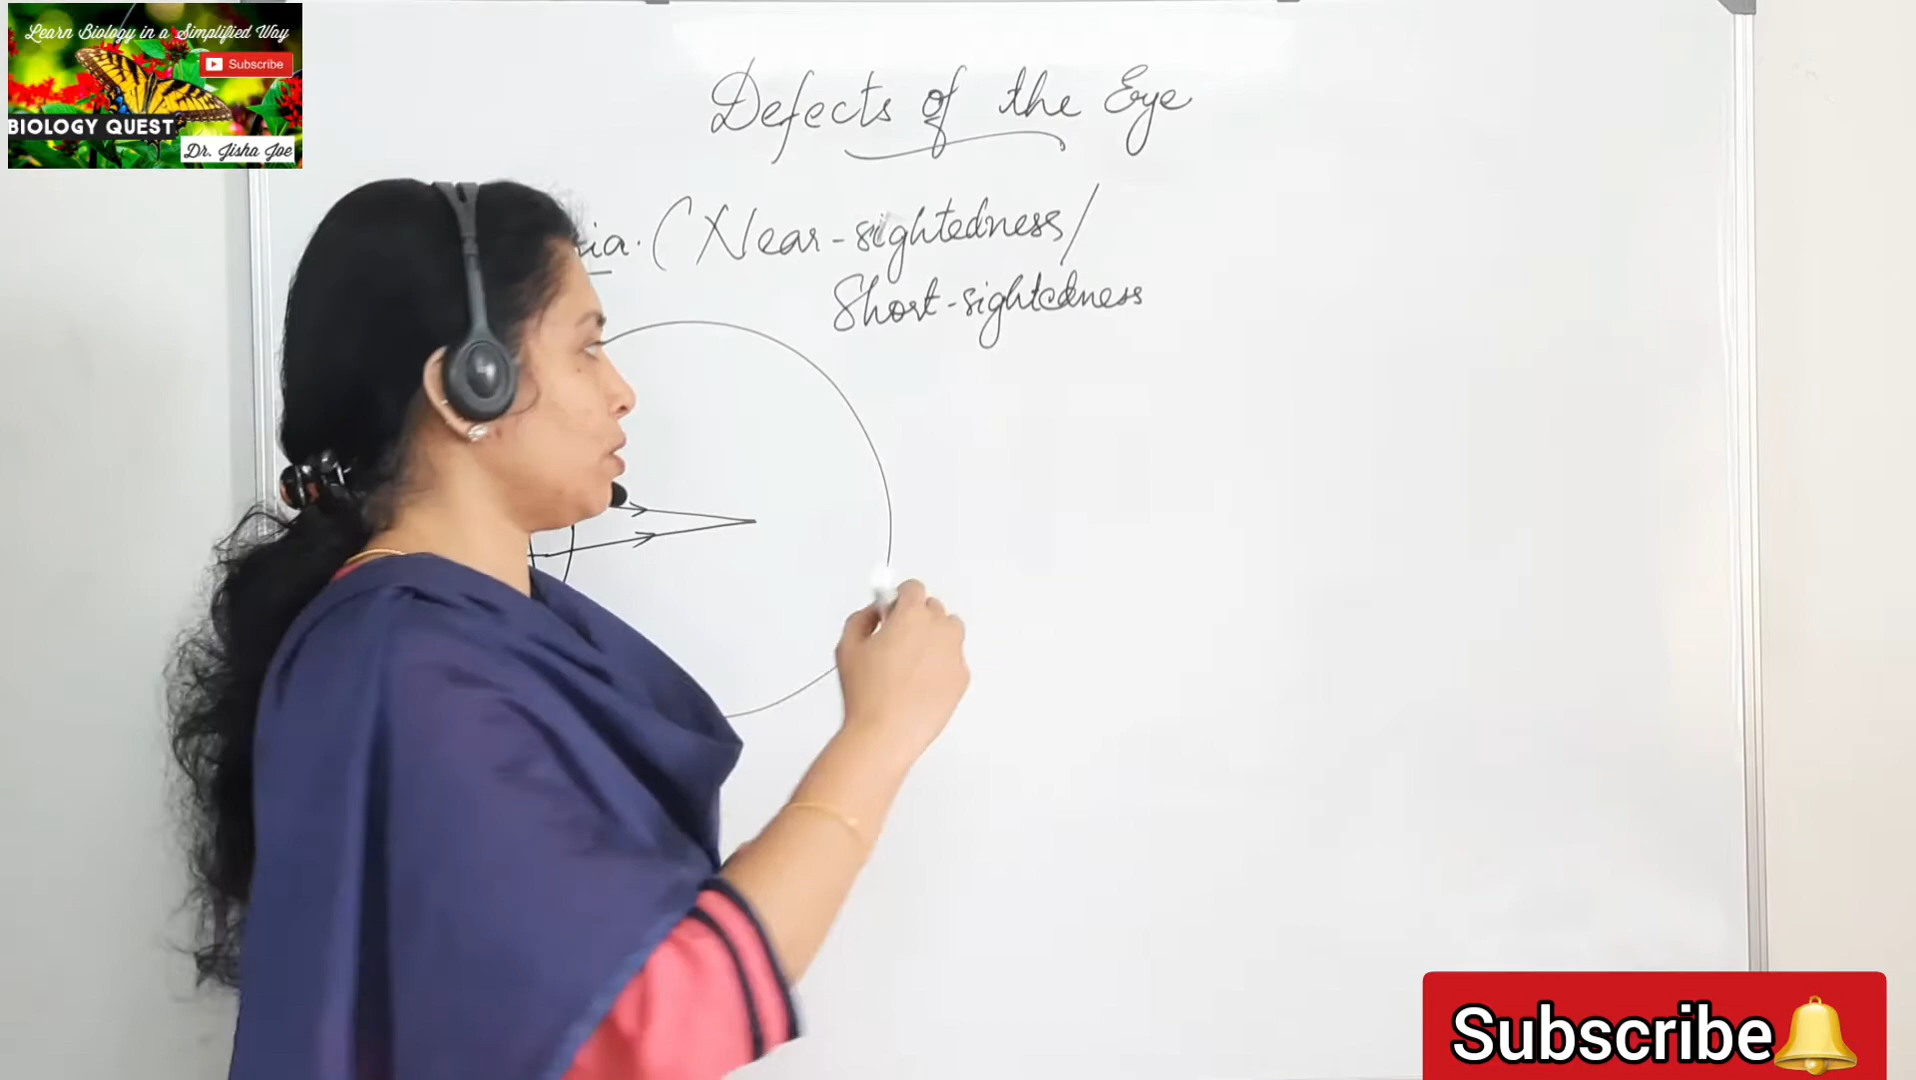 Learn Biology in a Simplified Way
Subscribe
BIOLOGY QUEST
Dr. Jisha Joe
Defects of the Eye
(Near-sightedness/
Short-sightedness
Subscribe